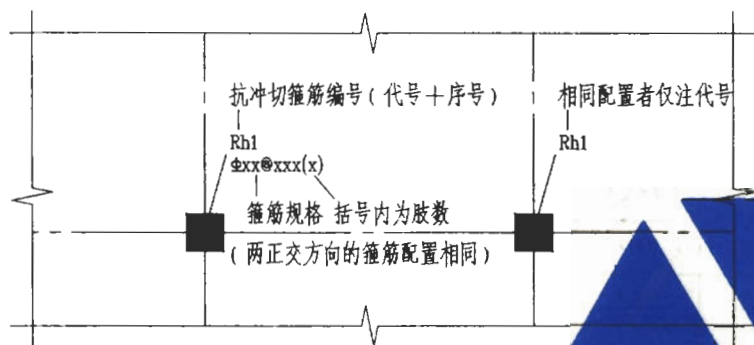 抗冲切箍筋编号(代号+序号)
Rh1
⏀xx@xxx(x)
箍筋规格 括号内为肢数
(两正交方向的箍筋配置相同)
相同配置者仅注代号
Rh1